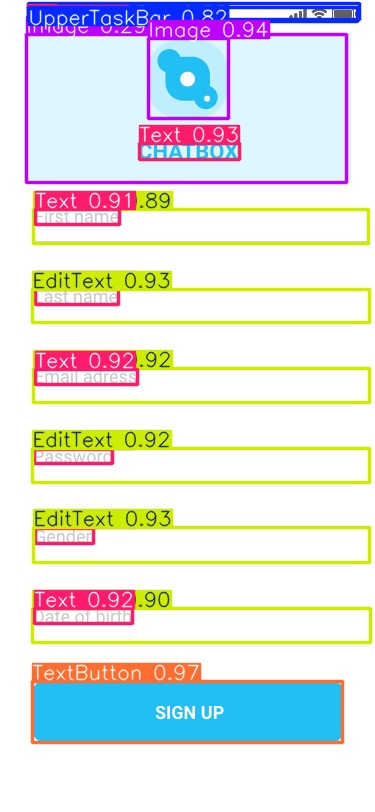 UpperTaskBar 0.82
Image 0.29
Image 0.94
Text 0.93
CHATBOX
Text 0.91 .89
First name
EditText 0.93
Last name
Text 0.92 .92
Email adress
EditText 0.92
Password
EditText 0.93
Gender
Text 0.92 .90
Date of birth
TextButton 0.97
SIGN UP